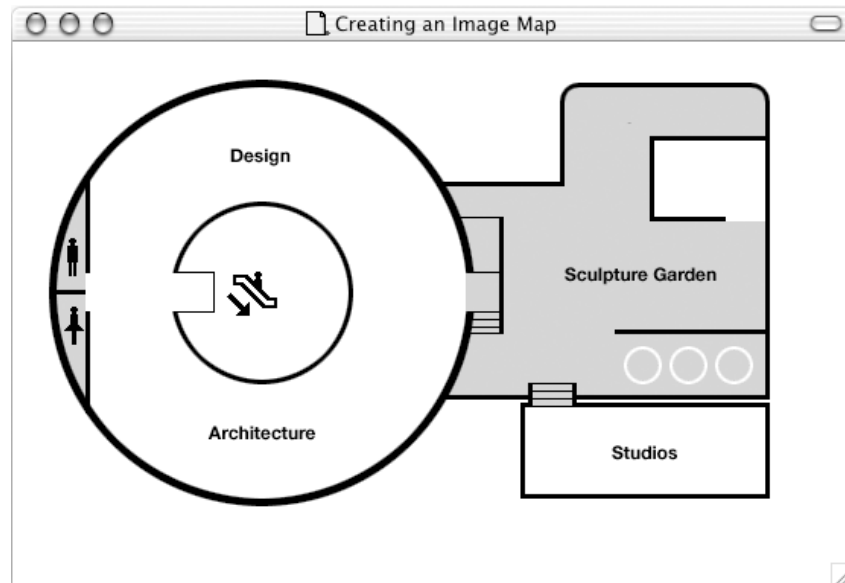 Creating an Image Map
Design
Sculpture Garden
Architecture
Studios